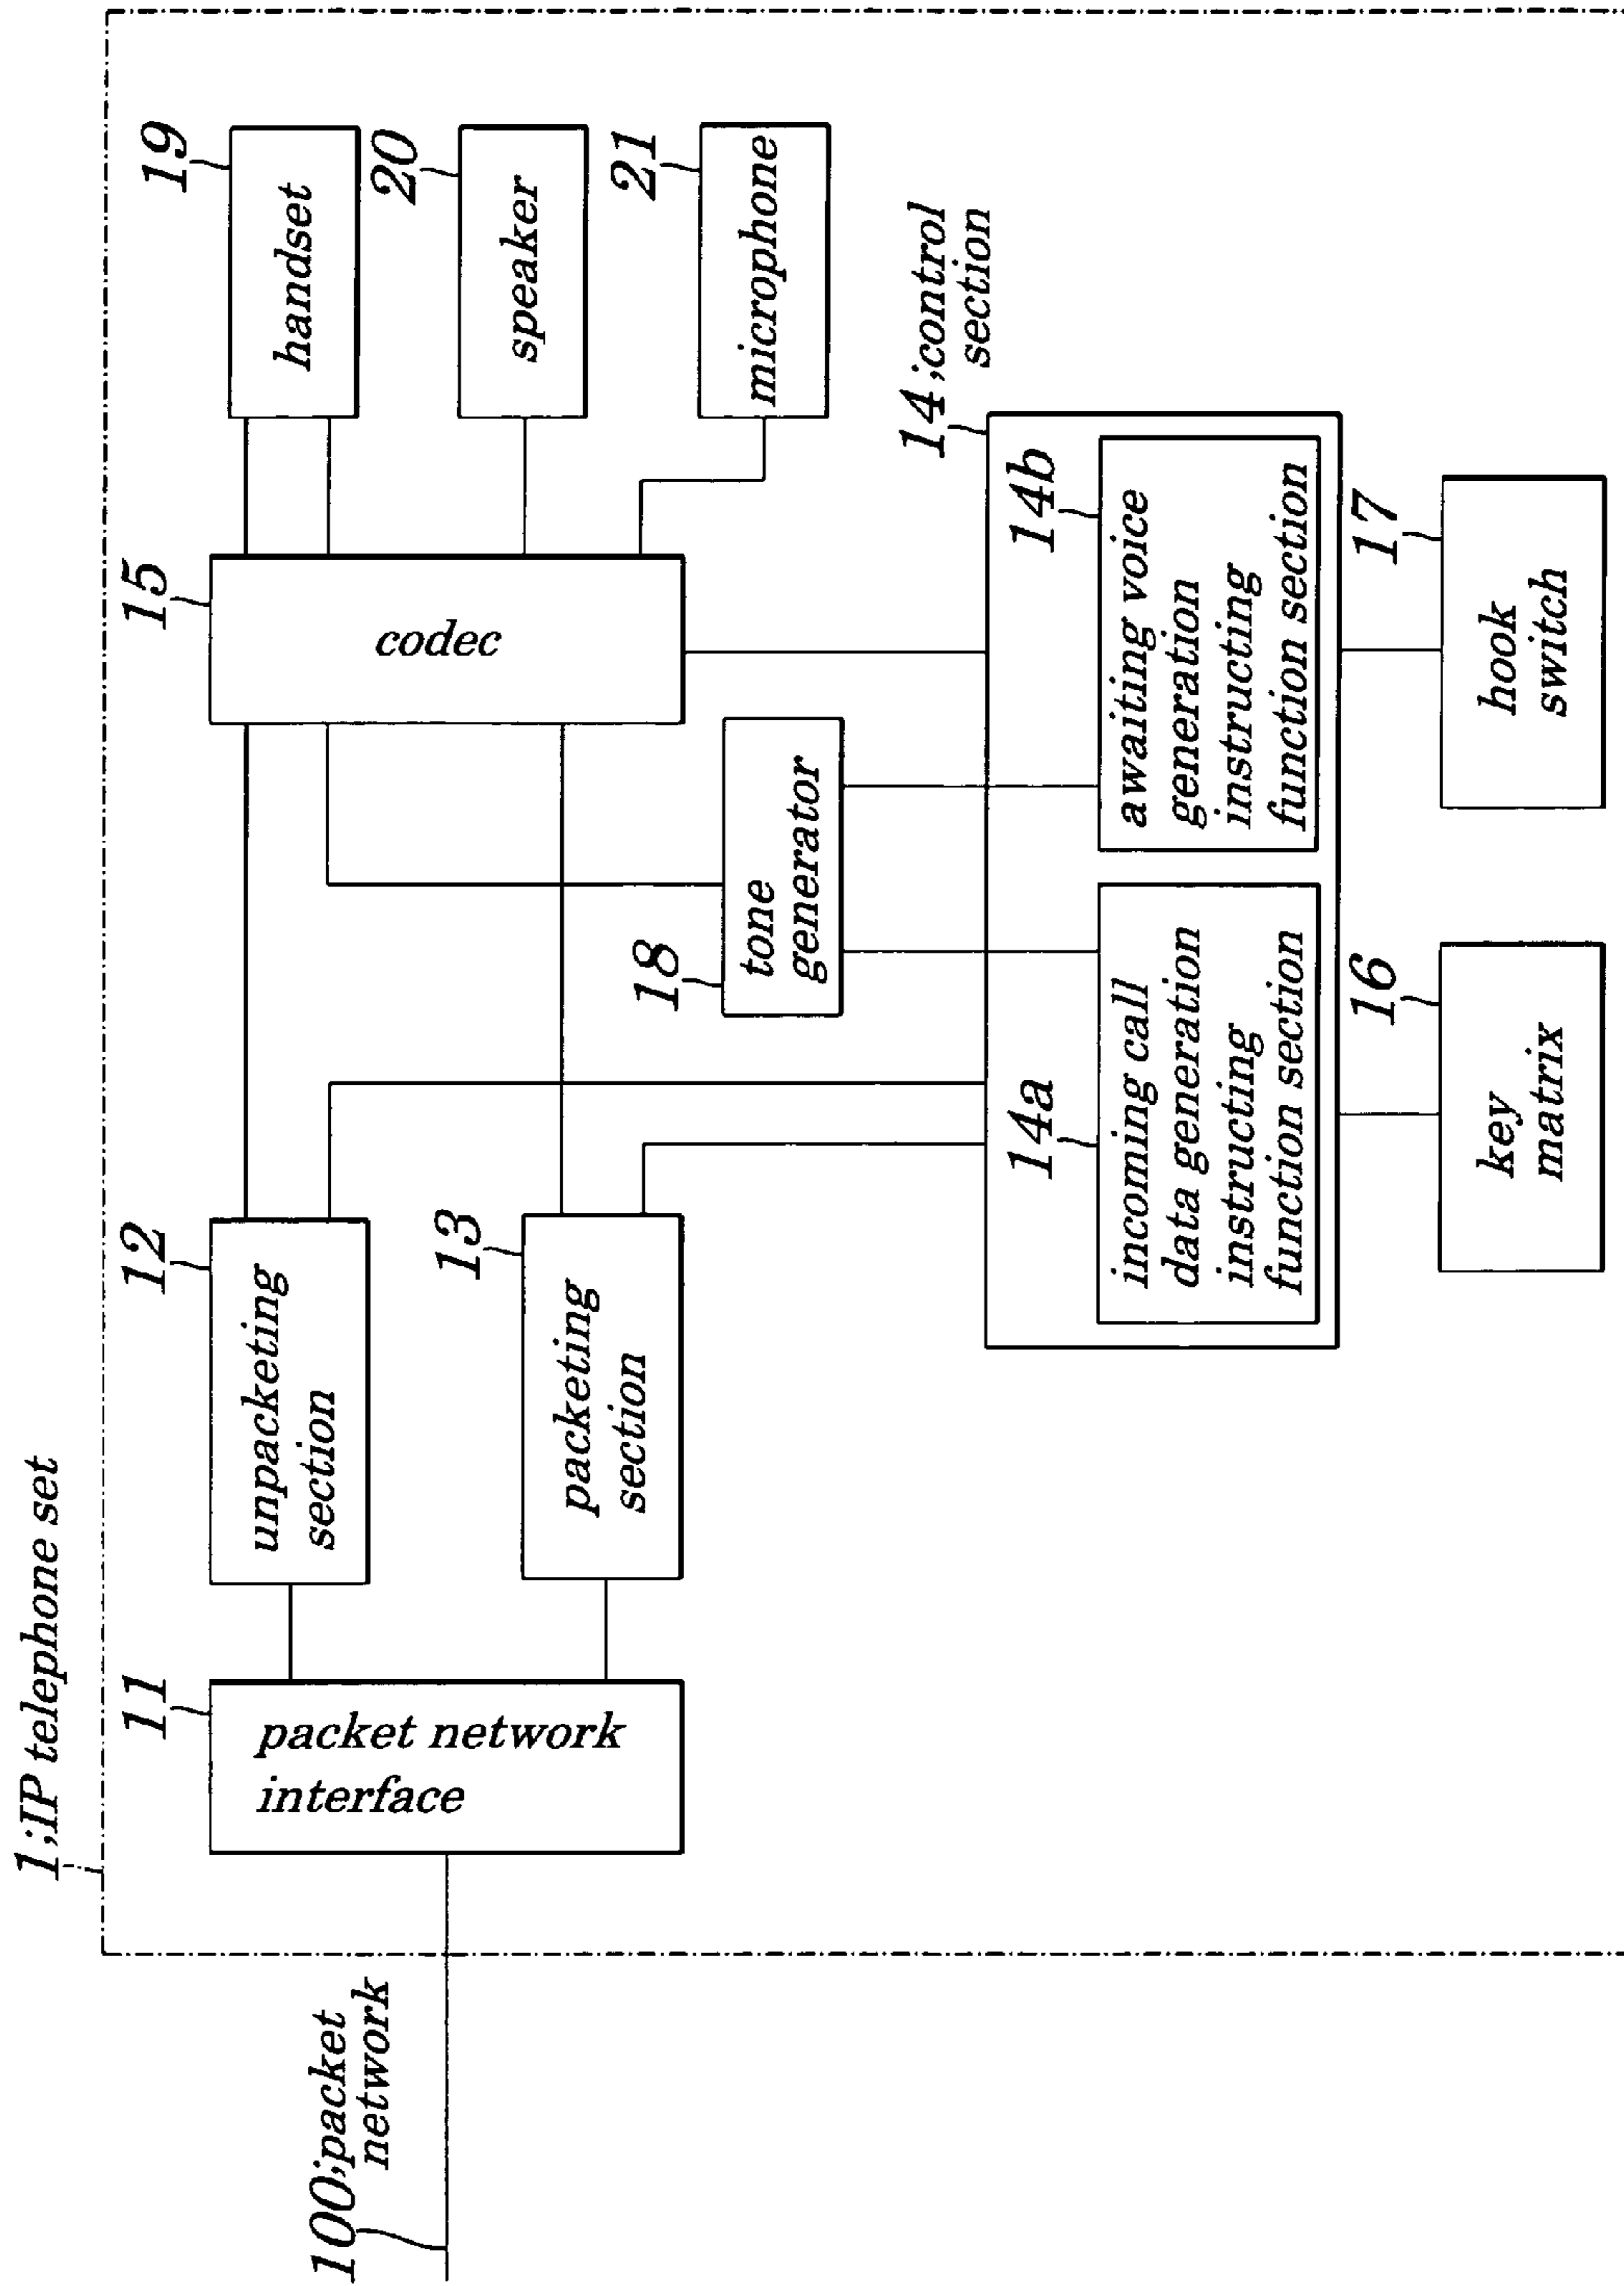 1;IP telephone set
100;packet
network
11
packet network
interface
12
unpacketing
section
13
packeting
section
15
codec
18
tone
generator
19
handset
20
speaker
21
microphone
14;control
section
14a
incoming call
data generation
instructing
function section
14b
awaiting voice
generation
instructing
function section
16
key
matrix
17
hook
switch